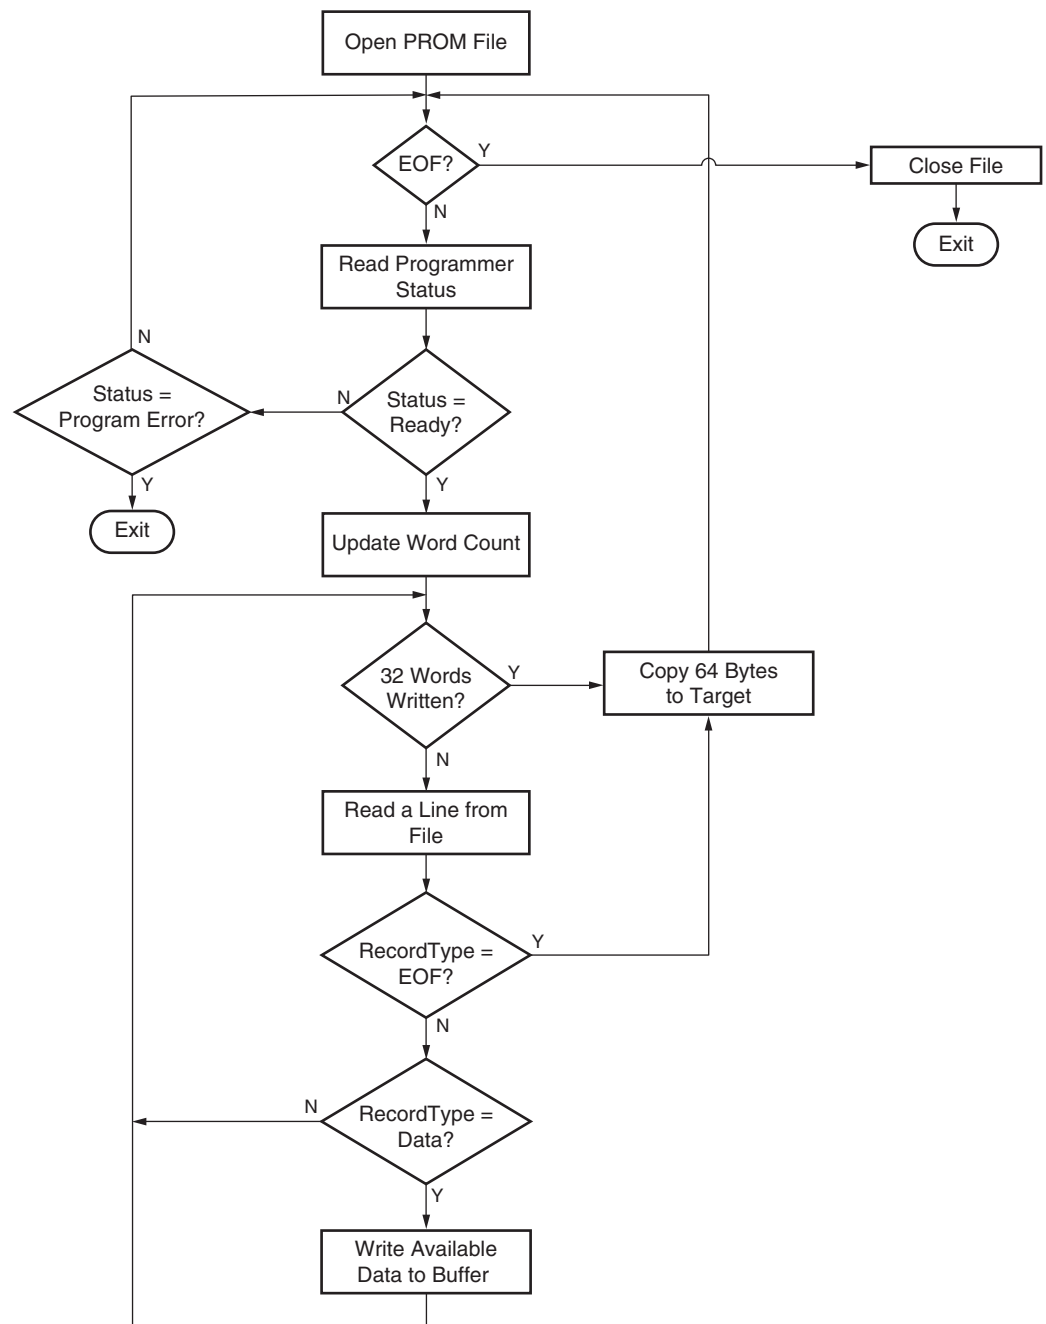 Open PROM File
EOF?
Y
Close File
N
Exit
Read Programmer
Status
N
Status =
Program Error?
N
Status =
Ready?
Y
Y
Exit
Update Word Count
32 Words
Written?
Y
Copy 64 Bytes
to Target
N
Read a Line from
File
RecordType =
EOF?
Y
N
N
RecordType =
Data?
Y
Write Available
Data to Buffer